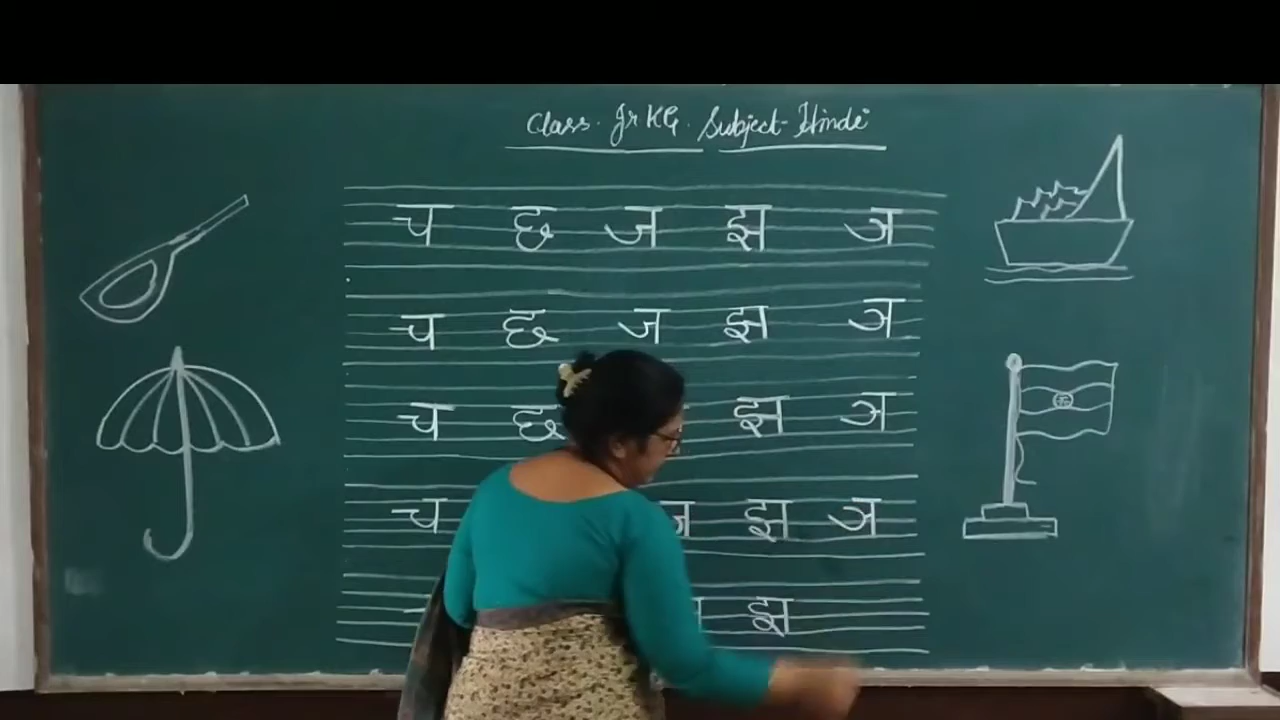 Class. Jr KG. Subject- Hindi
च छ ज झ ञ
च छ ज झ ञ
च छ झ ञ
च ज झ ञ
झ